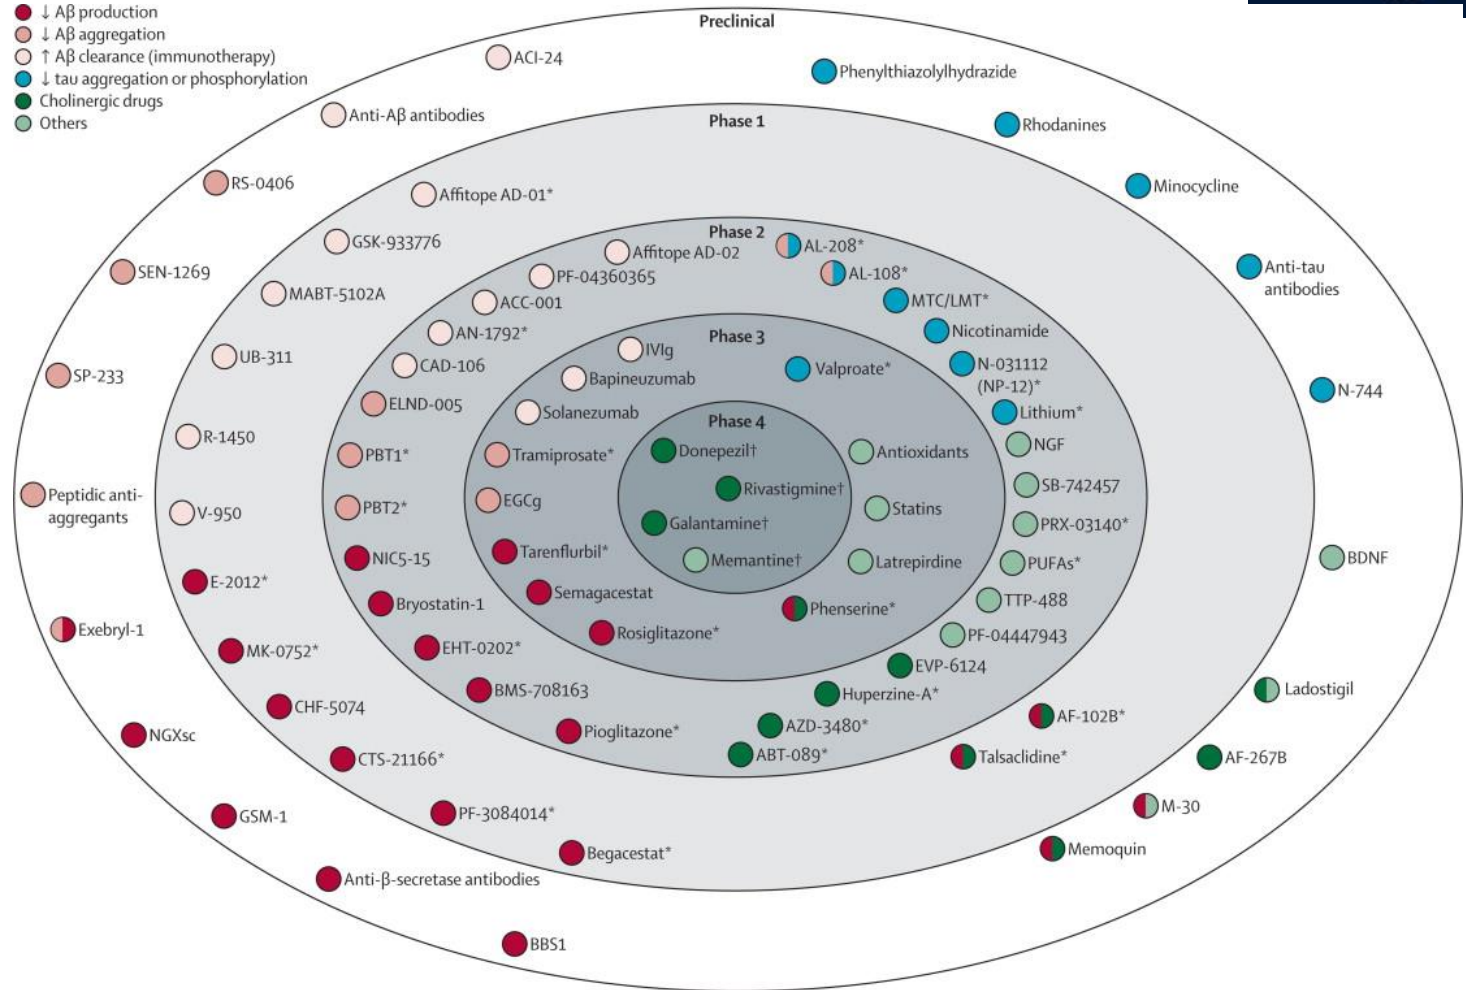 ↓ Aβ production
↓ Aβ aggregation
↑ Aβ clearance (immunotherapy)
↓ tau aggregation or phosphorylation
Cholinergic drugs
Others
Preclinical
ACI-24
Phenylthiazolylhydrazide
Anti-Aβ antibodies
Rhodanines
RS-0406
Minocycline
SEN-1269
Anti-tau
antibodies
SP-233
N-744
Peptidic anti-
aggregants
BDNF
Exebryl-1
Ladostigil
NGXsc
AF-267B
GSM-1
M-30
Memoquin
Anti-β-secretase antibodies
BBS1
Phase 1
Affitope AD-01*
GSK-933776
MABT-5102A
UB-311
R-1450
V-950
E-2012*
MK-0752*
CHF-5074
AF-102B*
CTS-21166*
Talsaclidine*
PF-3084014*
Begacestat*
Phase 2
Affitope AD-02
AL-208*
PF-04360365
AL-108*
ACC-001
MTC/LMT*
AN-1792*
Nicotinamide
CAD-106
N-031112
(NP-12)*
ELND-005
Lithium*
PBT1*
NGF
PBT2*
SB-742457
PRX-03140*
NIC5-15
PUFAs*
Bryostatin-1
TTP-488
EHT-0202*
PF-04447943
BMS-708163
EVP-6124
Pioglitazone*
Huperzine-A*
AZD-3480*
ABT-089*
Phase 3
IVIg
Valproate*
Bapineuzumab
Solanezumab
Tramiprosate*
Antioxidants
EGCg
Statins
Tarenflurbil*
Latrepirdine
Semagacestat
Phenserine*
Rosiglitazone*
Phase 4
Donepezil†
Rivastigmine†
Galantamine†
Memantine†